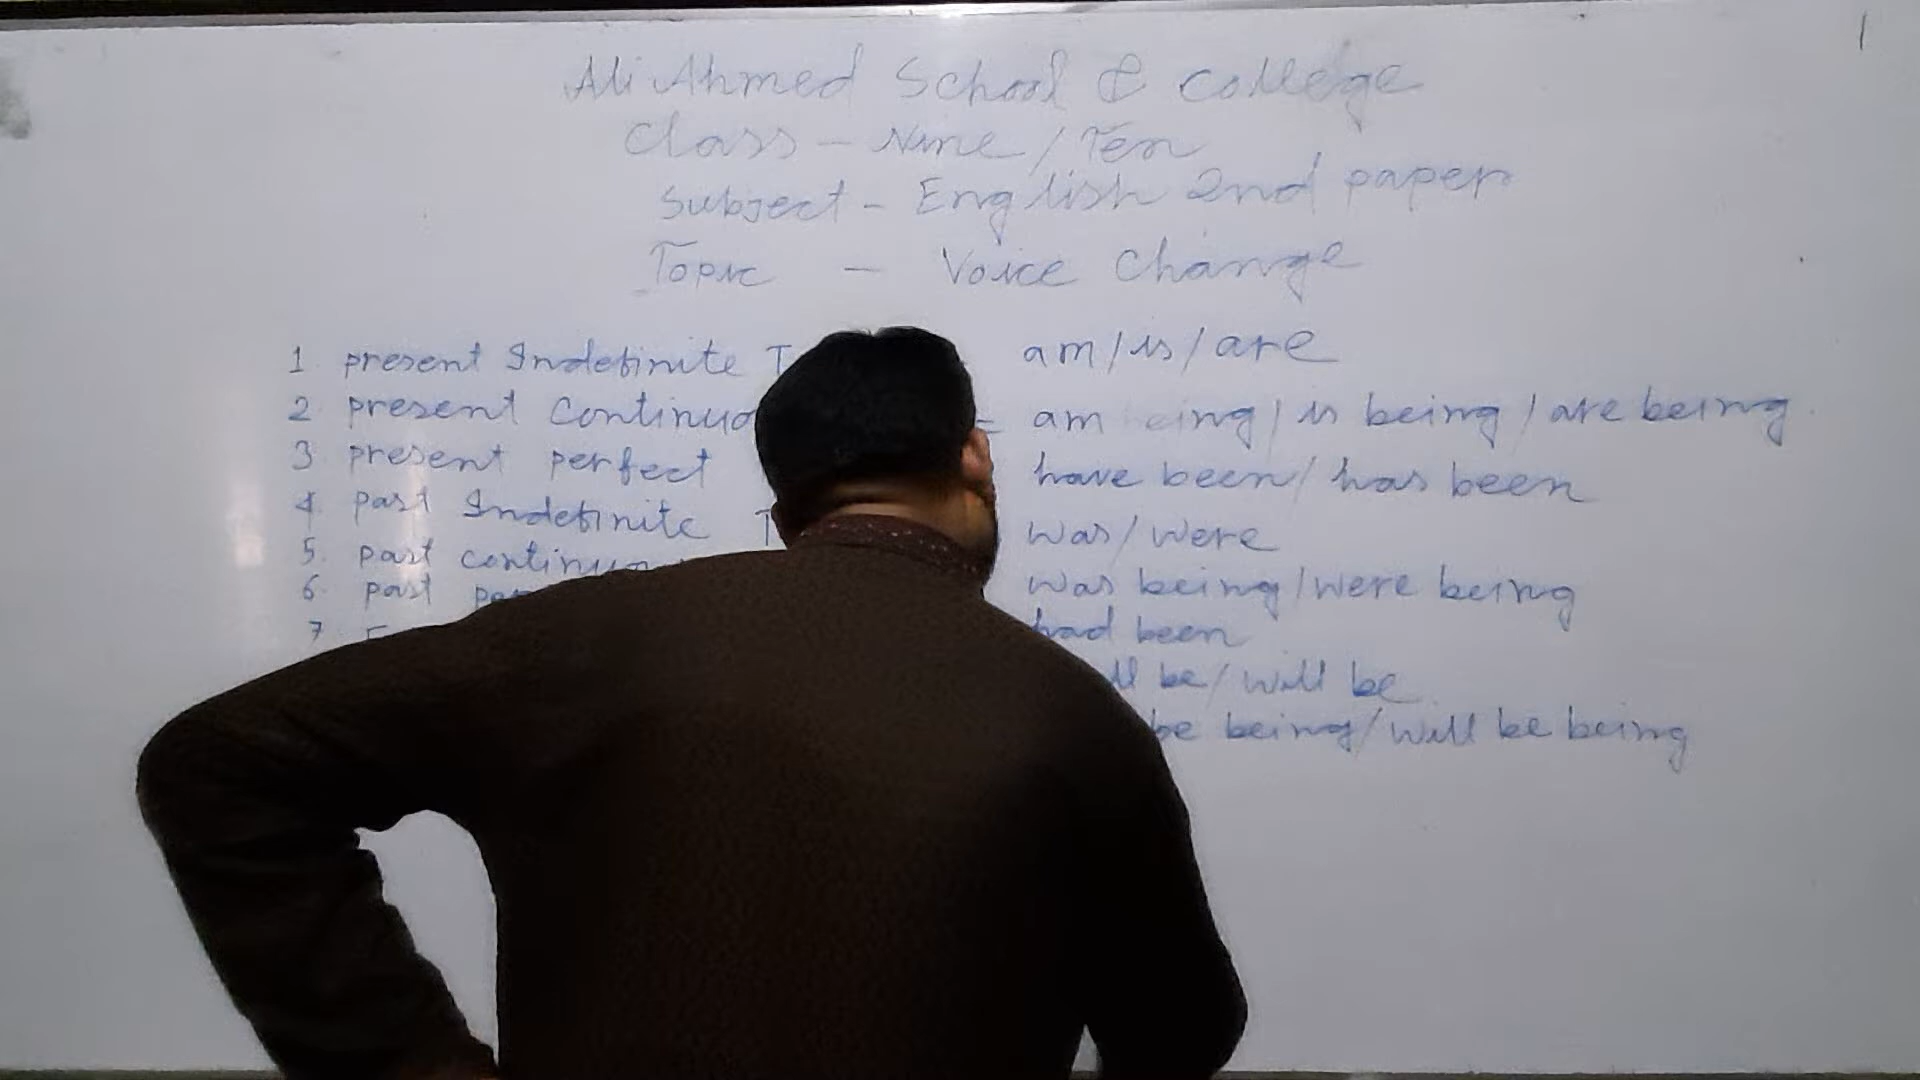 Ali Ahmed School & College
Class - Nine / Ten
Subject - English 2nd paper
Topic - Voice Change
1. present Indefinite T am / is / are
2. present Continuo = am eing / is being / are being
3 present perfect have been / has been
4. past Indefinite T was / were
5. past continuo was being / were being
6. past per had been
7 ll be / will be
be being / will be being